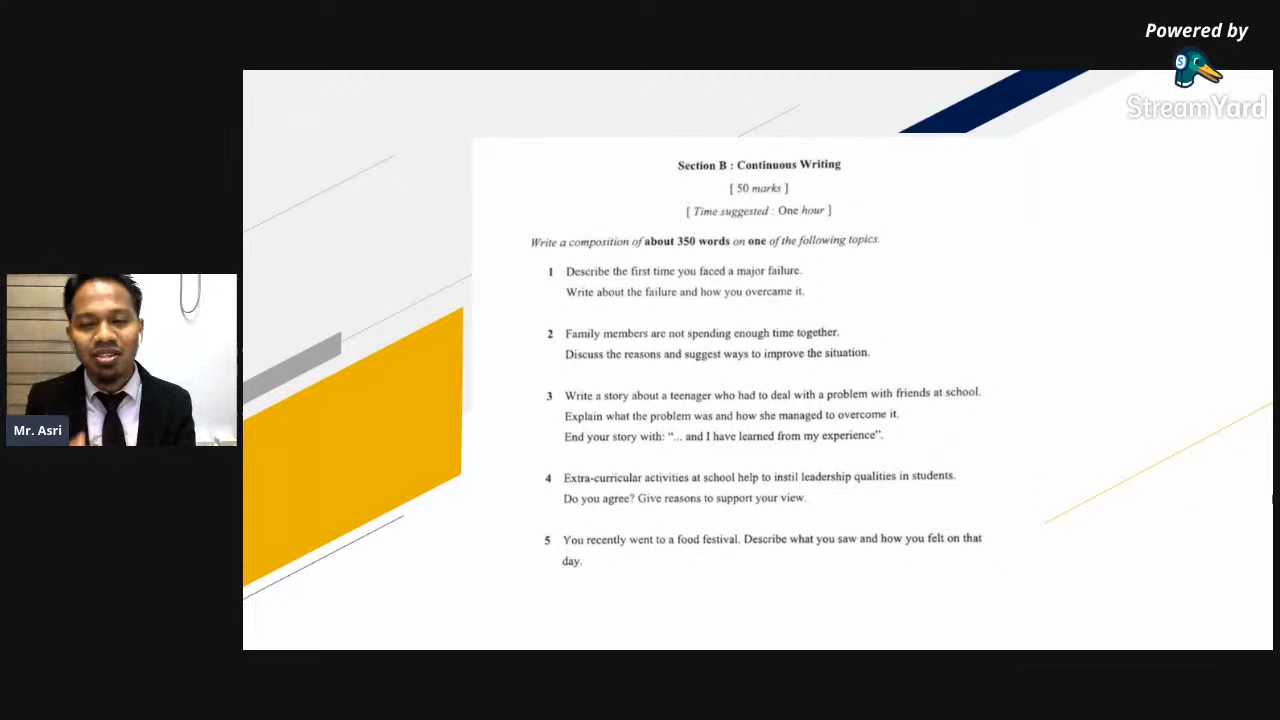 Powered by
StreamYard
Section B : Continuous Writing
[ 50 marks ]
[ Time suggested : One hour ]
Write a composition of about 350 words on one of the following topics.
1 Describe the first time you faced a major failure.
Write about the failure and how you overcame it.
2 Family members are not spending enough time together.
Discuss the reasons and suggest ways to improve the situation.
3 Write a story about a teenager who had to deal with a problem with friends at school.
Explain what the problem was and how she managed to overcome it.
End your story with: “... and I have learned from my experience”.
4 Extra-curricular activities at school help to instil leadership qualities in students.
Do you agree? Give reasons to support your view.
5 You recently went to a food festival. Describe what you saw and how you felt on that
day.
Mr. Asri